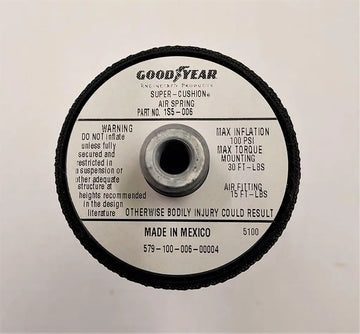 GOODYEAR
ENGINEERED PRODUCTS
SUPER-CUSHION®
AIR SPRING
PART NO. 1S5-006
WARNING
DO NOT inflate
unless fully
secured and
restricted in
a suspension or
other adequate
structure at
heights recommended
in the design
literature
MAX INFLATION
100 PSI
MAX TORQUE
MOUNTING
30 FT-LBS
AIR FITTING
15 FT-LBS
OTHERWISE BODILY INJURY COULD RESULT
MADE IN MEXICO 5100
579-100-006-00004